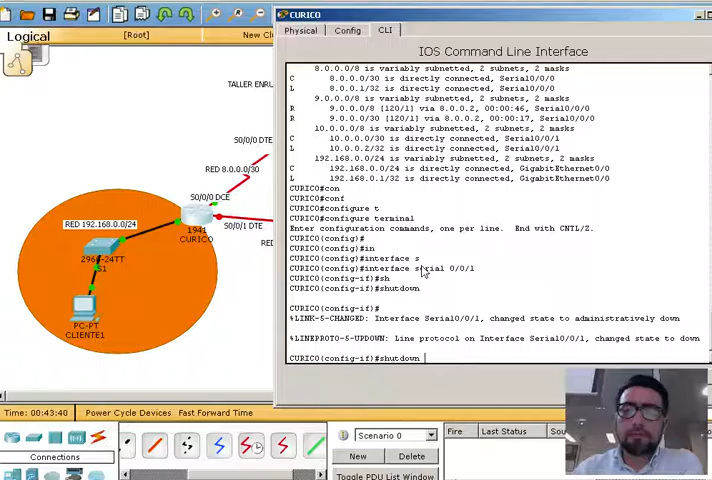 CURICO
Physical Config CLI
Logical
[Root]
New Cl
IOS Command Line Interface
TALLER ENRU
S0/0/0 DTE
RED 8.0.0.0/30
S0/0/0 DCE
RED 192.168.0.0/24
1941
CURICO
S0/0/1 DTE
RED
2960-24TT
S1
PC-PT
CLIENTE1
8.0.0.0/8 is variably subnetted, 2 subnets, 2 masks
C 8.0.0.0/30 is directly connected, Serial0/0/0
L 8.0.0.1/32 is directly connected, Serial0/0/0
9.0.0.0/8 is variably subnetted, 2 subnets, 2 masks
R 9.0.0.0/8 [120/1] via 8.0.0.2, 00:00:46, Serial0/0/0
R 9.0.0.0/30 [120/1] via 8.0.0.2, 00:00:17, Serial0/0/0
10.0.0.0/8 is variably subnetted, 2 subnets, 2 masks
C 10.0.0.0/30 is directly connected, Serial0/0/1
L 10.0.0.2/32 is directly connected, Serial0/0/1
192.168.0.0/24 is variably subnetted, 2 subnets, 2 masks
C 192.168.0.0/24 is directly connected, GigabitEthernet0/0
L 192.168.0.1/32 is directly connected, GigabitEthernet0/0
CURICO#con
CURICO#conf
CURICO#configure t
CURICO#configure terminal
Enter configuration commands, one per line. End with CNTL/Z.
CURICO(config)#
CURICO(config)#in
CURICO(config)#interface s
CURICO(config)#interface serial 0/0/1
CURICO(config-if)#sh
CURICO(config-if)#shutdown
CURICO(config-if)#
%LINK-5-CHANGED: Interface Serial0/0/1, changed state to administratively down
%LINEPROTO-5-UPDOWN: Line protocol on Interface Serial0/0/1, changed state to down
CURICO(config-if)#shutdown
Time: 00:43:40 Power Cycle Devices Fast Forward Time
Scenario 0
Fire Last Status
New Delete
Connections
Toggle PDU List Window